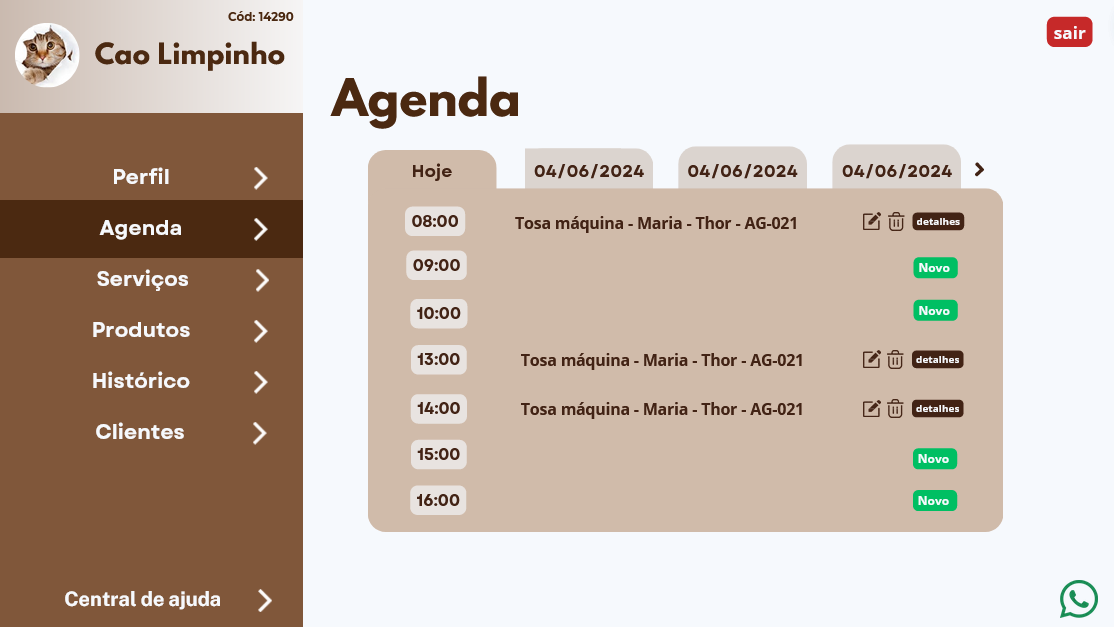 Cód: 14290
Cao Limpinho
Perfil
Agenda
Serviços
Produtos
Histórico
Clientes
Central de ajuda
sair
Agenda
Hoje 04/06/2024 04/06/2024 04/06/2024
08:00 Tosa máquina - Maria - Thor - AG-021 detalhes
09:00 Novo
10:00 Novo
13:00 Tosa máquina - Maria - Thor - AG-021 detalhes
14:00 Tosa máquina - Maria - Thor - AG-021 detalhes
15:00 Novo
16:00 Novo